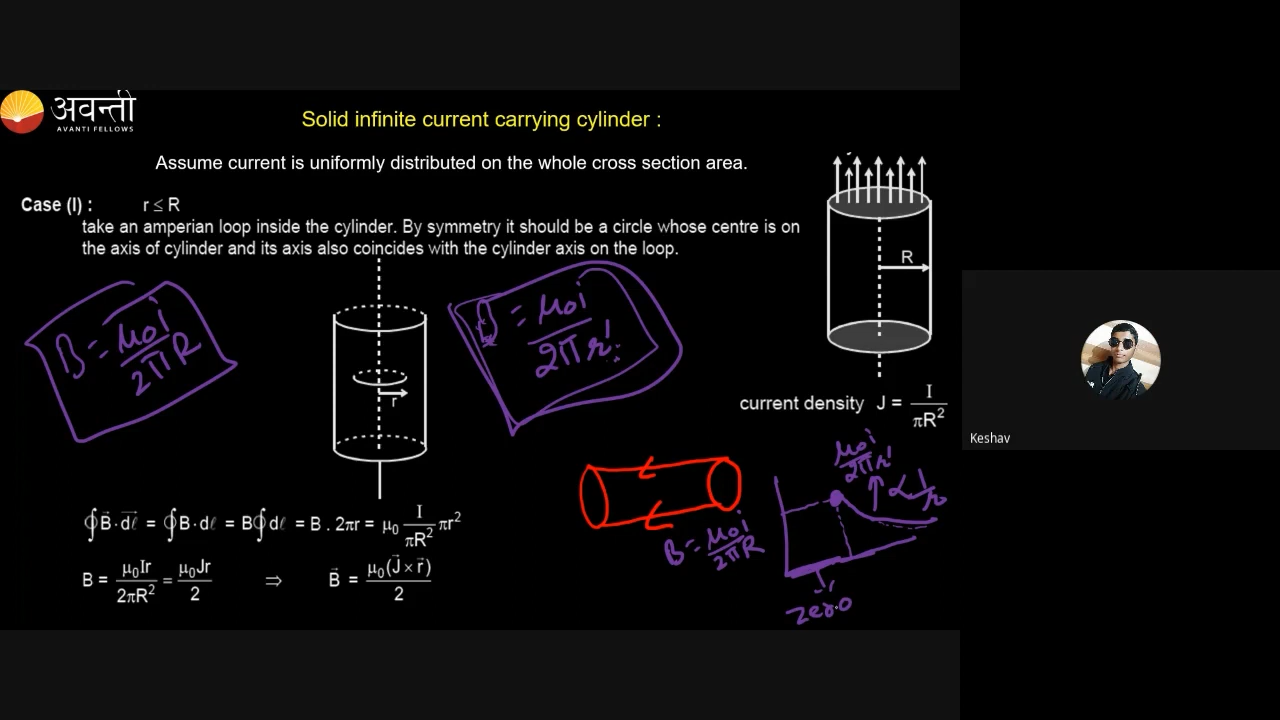 अवन्ती
AVANTI FELLOWS
Solid infinite current carrying cylinder :
Assume current is uniformly distributed on the whole cross section area.
Case (I) : r ≤ R
take an amperian loop inside the cylinder. By symmetry it should be a circle whose centre is on
the axis of cylinder and its axis also coincides with the cylinder axis on the loop.
R
B = μ₀i / 2πR
B = μ₀i / 2πr
r
current density J = I / πR²
Keshav
μ₀i / 2πr
α 1/r
B = μ₀i / 2πR
zero
∮B⃗ · d⃗ℓ = ∮B · dℓ = B∮dℓ = B . 2πr = μ₀ I/πR² πr²
B = μ₀Ir / 2πR² = μ₀Jr / 2 ⇒ B⃗ = μ₀(J⃗ × r⃗) / 2